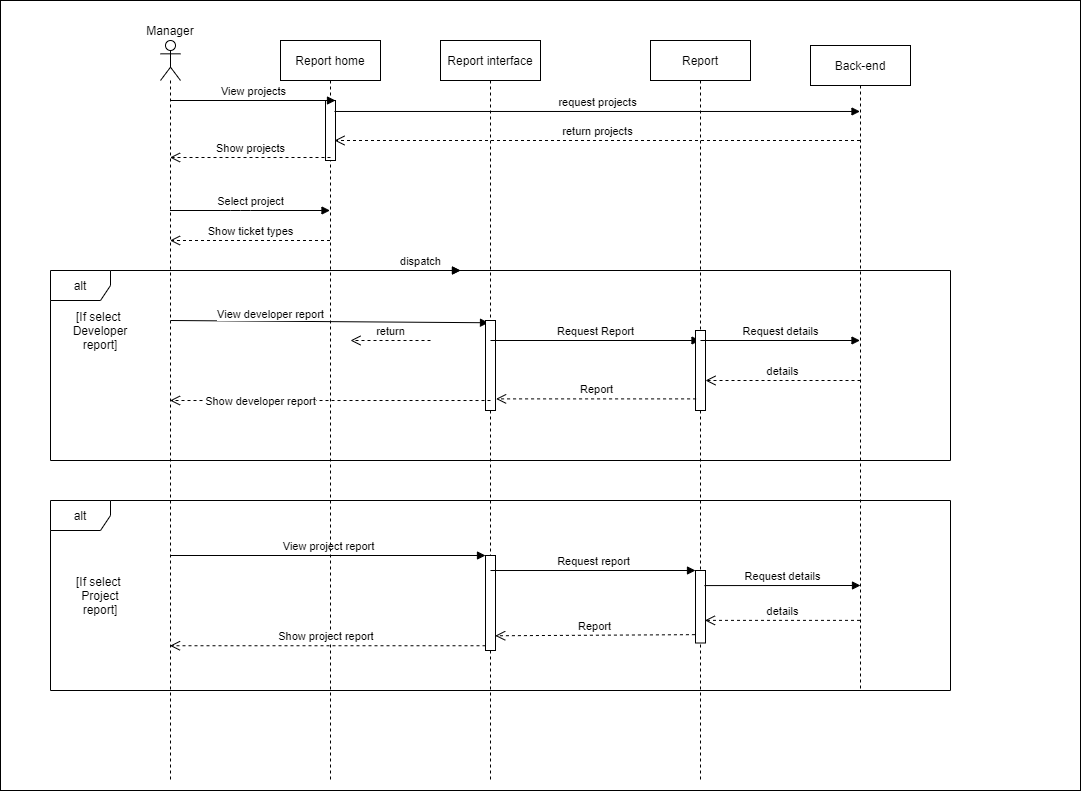 Manager
Report home
Report interface
Report
Back-end
View projects
request projects
return projects
Show projects
Select project
Show ticket types
dispatch
alt
[If select
Developer
report]
View developer report
return
Request Report
Request details
details
Report
Show developer report
alt
View project report
Request report
[If select
Project
report]
Request details
details
Report
Show project report